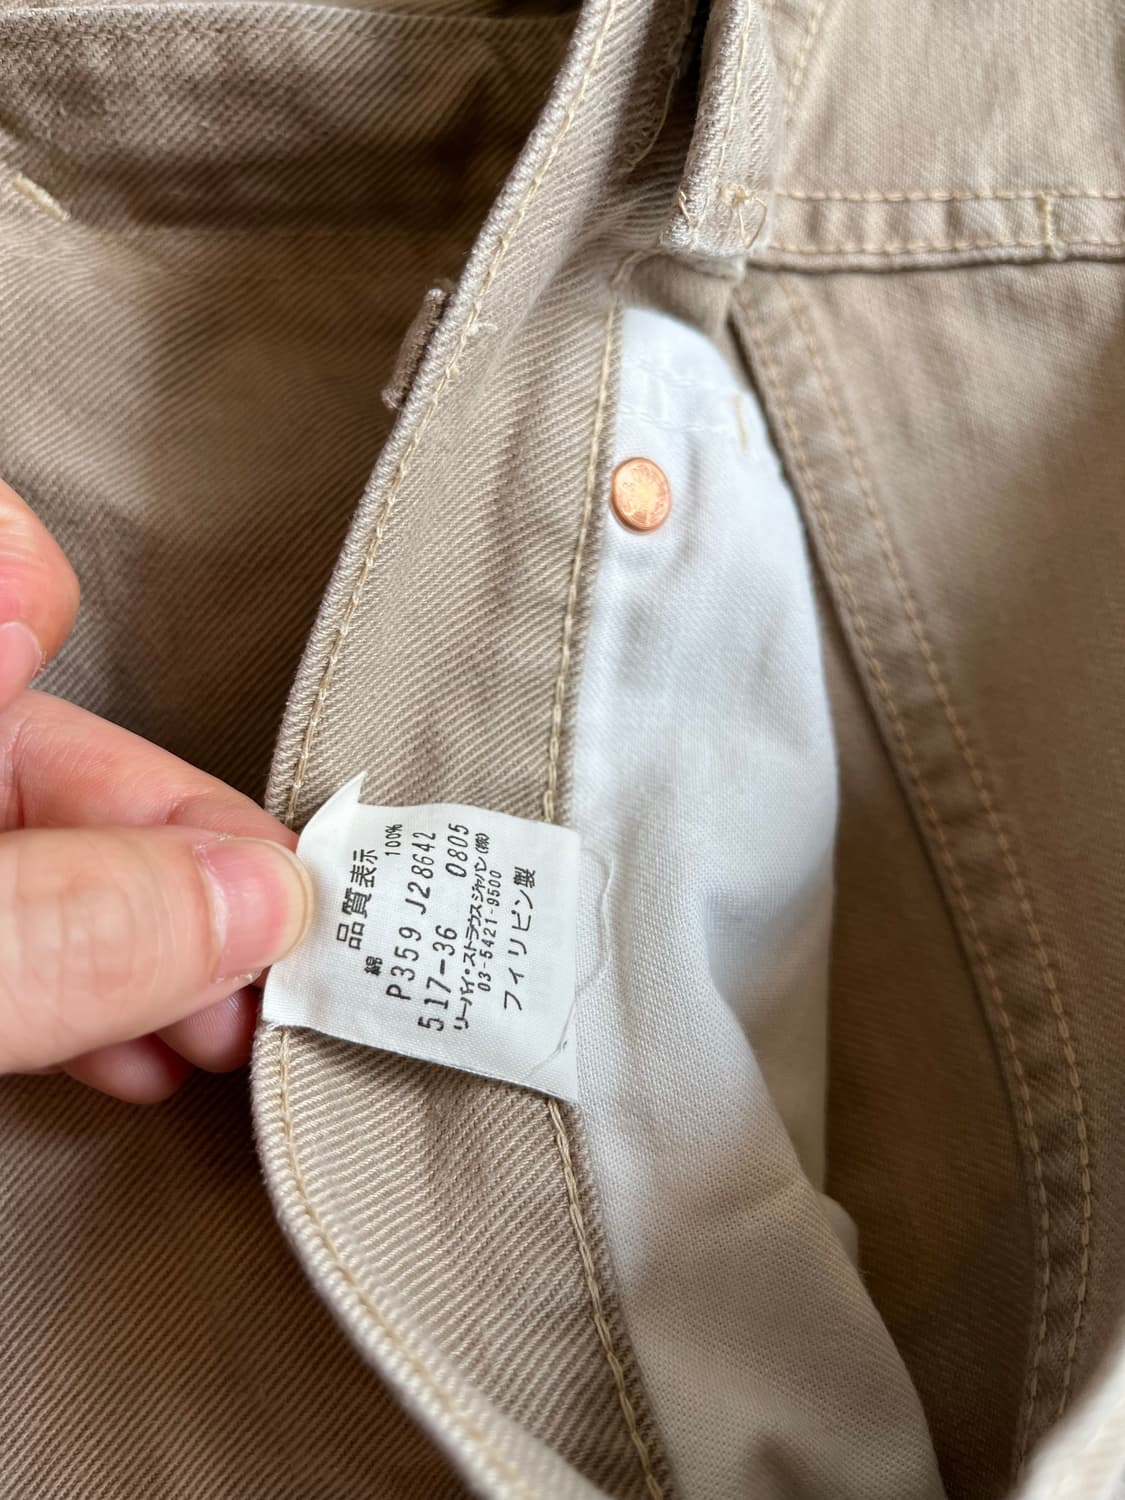 品質表示
綿 100%
P359 J28642
517-36 0805
リーバイ・ストラウスジャパン(株)
03-5421-9500
フィリピン製